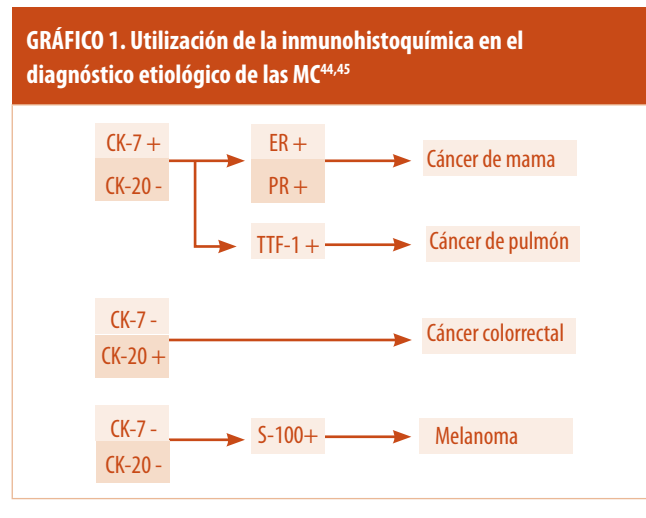 GRÁFICO 1. Utilización de la inmunohistoquímica en el
diagnóstico etiológico de las MC44,45
CK-7 +
CK-20 -
ER +
PR +
Cáncer de mama
TTF-1 +
Cáncer de pulmón
CK-7 -
CK-20 +
Cáncer colorrectal
CK-7 -
CK-20 -
S-100+
Melanoma